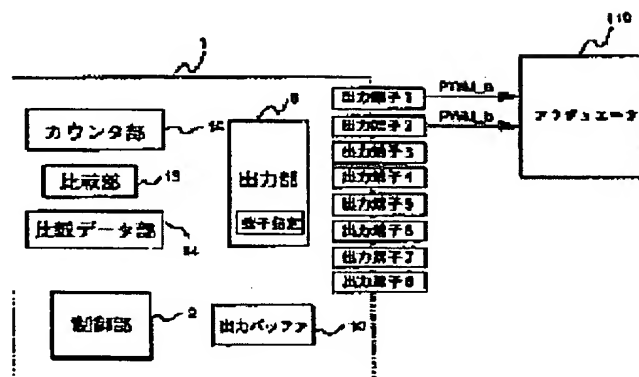 110
出力端子1
PWM_a
カウンタ部
出力端子2
PWM_b
アクチュエータ
出力端子3
比較部
13
出力部
出力端子4
端子指定
出力端子5
比較データ部
出力端子6
出力端子7
出力端子8
制御部
出力バッファ
10